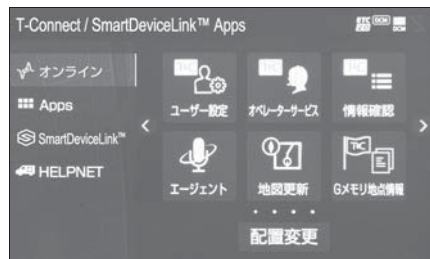 T-Connect / SmartDeviceLink™ Apps
オンライン
Apps
SmartDeviceLink™
HELPNET
ユーザー設定
オペレーターサービス
情報確認
エージェント
地図更新
Gメモリ地点情報
配置変更